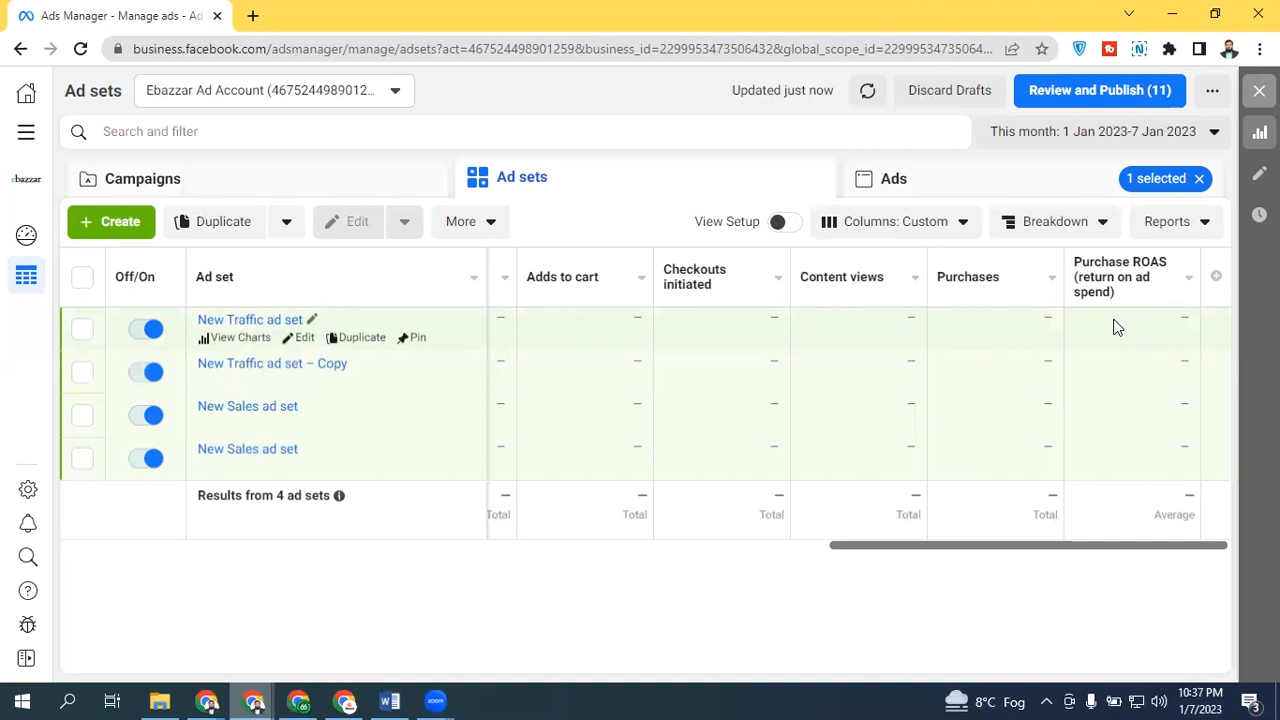 Ads Manager - Manage ads - Ad
business.facebook.com/adsmanager/manage/adsets?act=467524498901259&business_id=2299953473506432&global_scope_id=22999534735064...
Ad sets
Ebazzar Ad Account (4675244989012...
Updated just now
Discard Drafts
Review and Publish (11)
Search and filter
This month: 1 Jan 2023-7 Jan 2023
ebazzar
Campaigns
Ad sets
Ads
1 selected
Create
Duplicate
Edit
More
View Setup
Columns: Custom
Breakdown
Reports
Off/On
Ad set
Adds to cart
Checkouts initiated
Content views
Purchases
Purchase ROAS (return on ad spend)
New Traffic ad set
— — — — — —
View Charts Edit Duplicate Pin
New Traffic ad set – Copy
— — — — — —
New Sales ad set
— — — — — —
New Sales ad set
— — — — — —
Results from 4 ad sets
— — — — — —
Total Total Total Total Total Average
8°C Fog
10:37 PM
1/7/2023
3